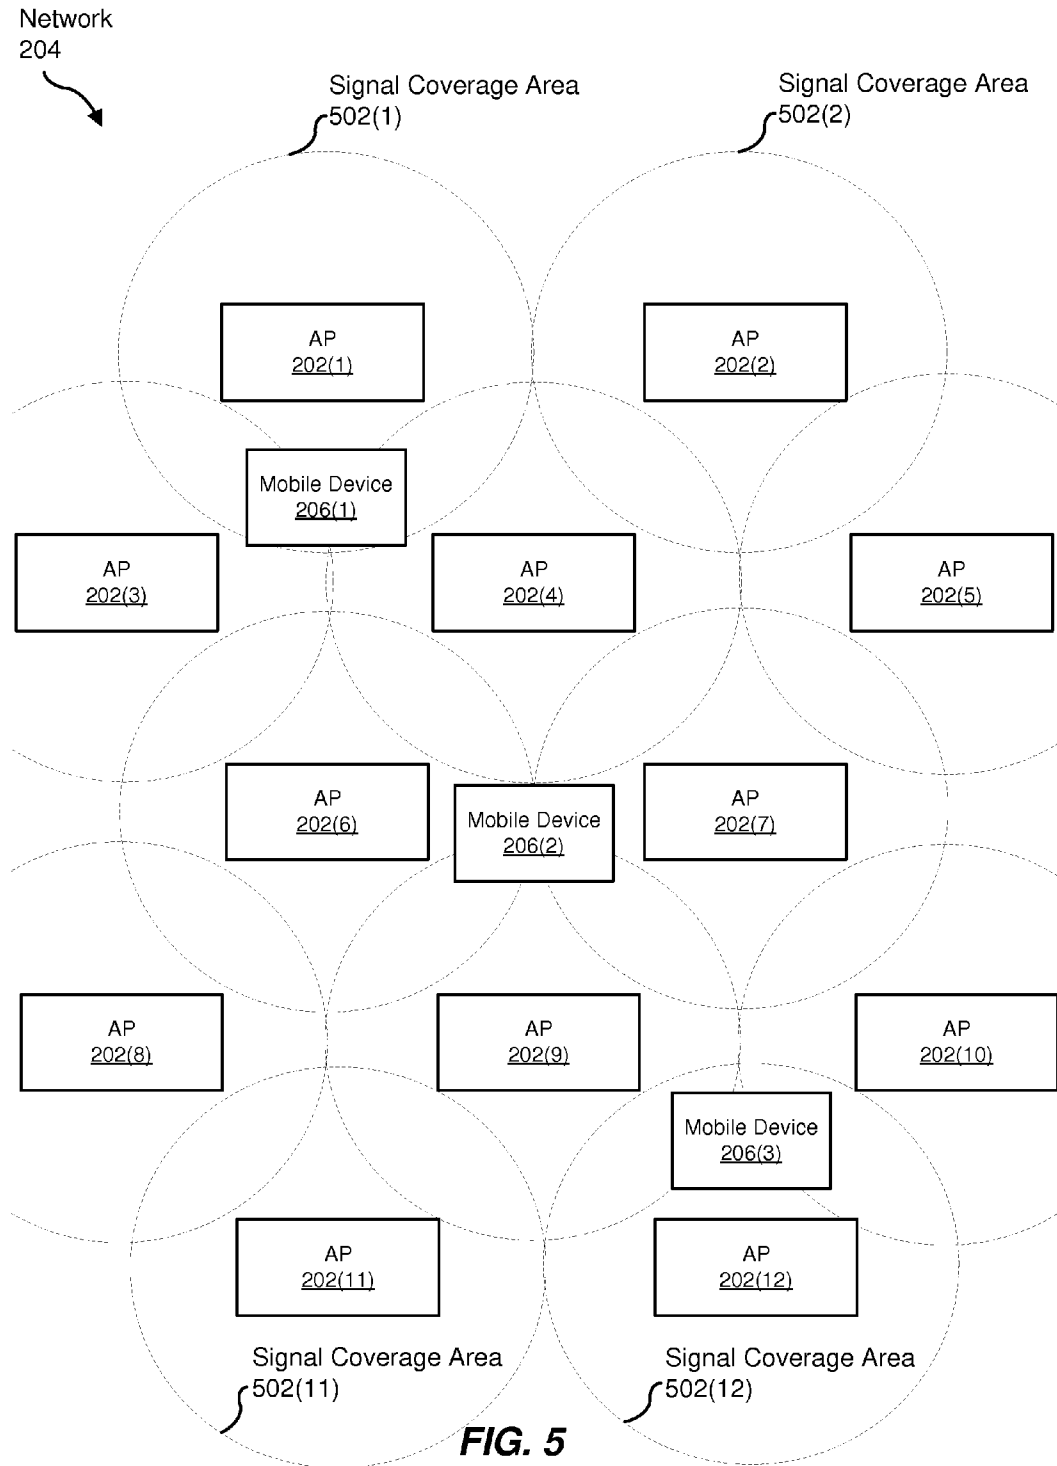 Network
204
Signal Coverage Area
502(1)
Signal Coverage Area
502(2)
AP
202(1)
AP
202(2)
Mobile Device
206(1)
AP
202(3)
AP
202(4)
AP
202(5)
AP
202(6)
Mobile Device
206(2)
AP
202(7)
AP
202(8)
AP
202(9)
AP
202(10)
Mobile Device
206(3)
AP
202(11)
AP
202(12)
Signal Coverage Area
502(11)
Signal Coverage Area
502(12)
FIG. 5